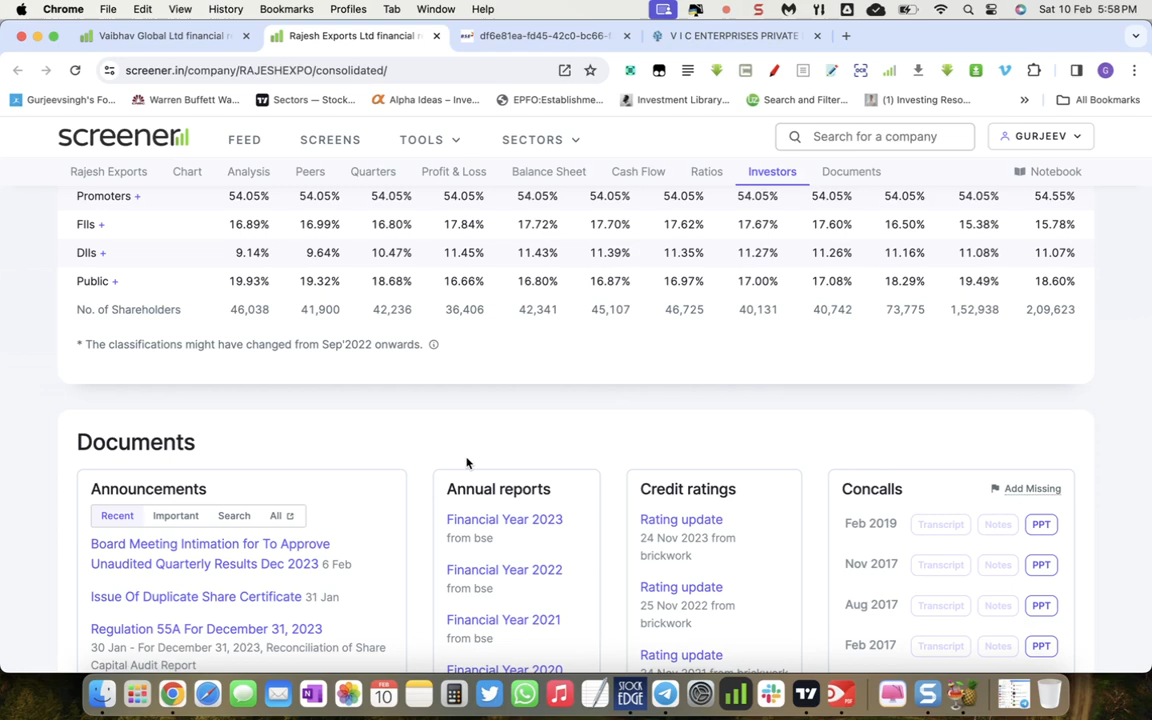 Chrome File Edit View History Bookmarks Profiles Tab Window Help Sat 10 Feb 5:58 PM
Vaibhav Global Ltd financial Rajesh Exports Ltd financial df6e81ea-fd45-42c0-bc66- V I C ENTERPRISES PRIVATE
screener.in/company/RAJESHEXPO/consolidated/
Gurjeevsingh's Fo... Warren Buffett Wa... Sectors — Stock... Alpha Ideas – Inve... EPFO:Establishme... Investment Library... Search and Filter... (1) Investing Reso... » All Bookmarks
screener FEED SCREENS TOOLS SECTORS Search for a company GURJEEV
Rajesh Exports Chart Analysis Peers Quarters Profit & Loss Balance Sheet Cash Flow Ratios Investors Documents Notebook
Promoters + 54.05% 54.05% 54.05% 54.05% 54.05% 54.05% 54.05% 54.05% 54.05% 54.05% 54.05% 54.55%
FIIs + 16.89% 16.99% 16.80% 17.84% 17.72% 17.70% 17.62% 17.67% 17.60% 16.50% 15.38% 15.78%
DIIs + 9.14% 9.64% 10.47% 11.45% 11.43% 11.39% 11.35% 11.27% 11.26% 11.16% 11.08% 11.07%
Public + 19.93% 19.32% 18.68% 16.66% 16.80% 16.87% 16.97% 17.00% 17.08% 18.29% 19.49% 18.60%
No. of Shareholders 46,038 41,900 42,236 36,406 42,341 45,107 46,725 40,131 40,742 73,775 1,52,938 2,09,623
* The classifications might have changed from Sep'2022 onwards.
Documents
Announcements
Recent Important Search All
Board Meeting Intimation for To Approve
Unaudited Quarterly Results Dec 2023 6 Feb
Issue Of Duplicate Share Certificate 31 Jan
Regulation 55A For December 31, 2023
30 Jan - For December 31, 2023, Reconciliation of Share
Capital Audit Report
Annual reports
Financial Year 2023
from bse
Financial Year 2022
from bse
Financial Year 2021
from bse
Financial Year 2020
Credit ratings
Rating update
24 Nov 2023 from
brickwork
Rating update
25 Nov 2022 from
brickwork
Rating update
24 Nov 2021 from brickwork
Concalls Add Missing
Feb 2019 Transcript Notes PPT
Nov 2017 Transcript Notes PPT
Aug 2017 Transcript Notes PPT
Feb 2017 Transcript Notes PPT
FEB
10
STOCK
EDGE